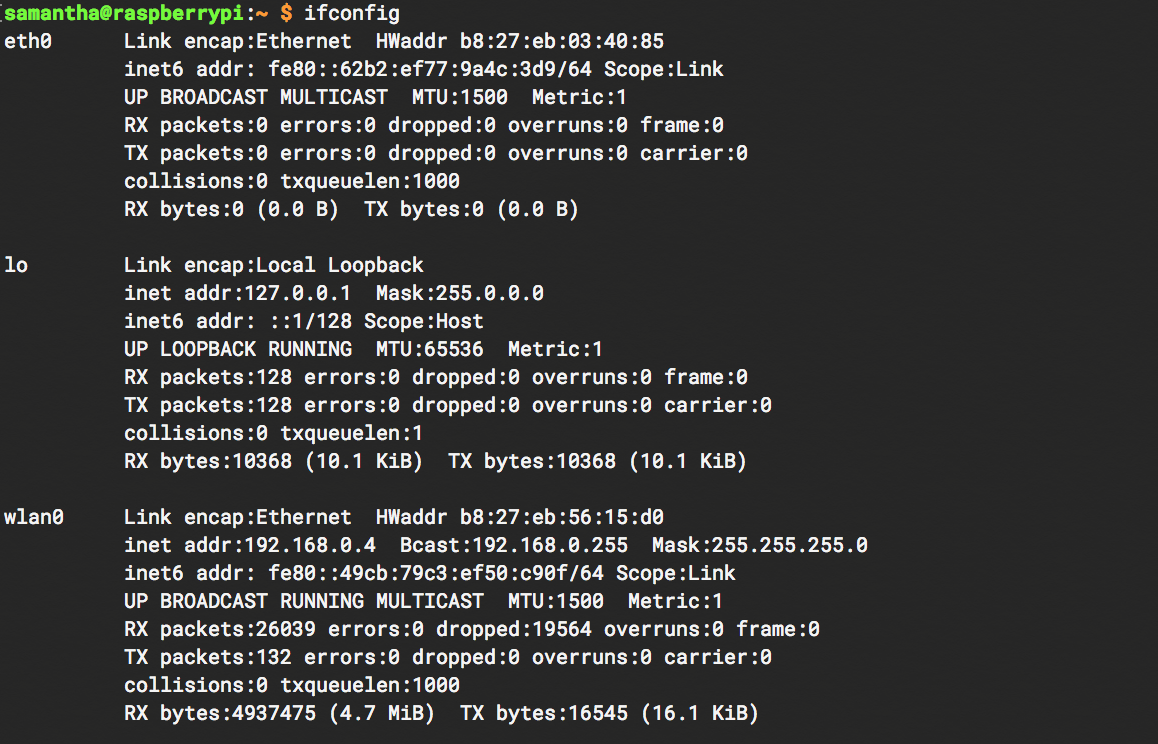 samantha@raspberrypi:~ $ ifconfig
eth0      Link encap:Ethernet  HWaddr b8:27:eb:03:40:85
          inet6 addr: fe80::62b2:ef77:9a4c:3d9/64 Scope:Link
          UP BROADCAST MULTICAST  MTU:1500  Metric:1
          RX packets:0 errors:0 dropped:0 overruns:0 frame:0
          TX packets:0 errors:0 dropped:0 overruns:0 carrier:0
          collisions:0 txqueuelen:1000
          RX bytes:0 (0.0 B)  TX bytes:0 (0.0 B)

lo        Link encap:Local Loopback
          inet addr:127.0.0.1  Mask:255.0.0.0
          inet6 addr: ::1/128 Scope:Host
          UP LOOPBACK RUNNING  MTU:65536  Metric:1
          RX packets:128 errors:0 dropped:0 overruns:0 frame:0
          TX packets:128 errors:0 dropped:0 overruns:0 carrier:0
          collisions:0 txqueuelen:1
          RX bytes:10368 (10.1 KiB)  TX bytes:10368 (10.1 KiB)

wlan0     Link encap:Ethernet  HWaddr b8:27:eb:56:15:d0
          inet addr:192.168.0.4  Bcast:192.168.0.255  Mask:255.255.255.0
          inet6 addr: fe80::49cb:79c3:ef50:c90f/64 Scope:Link
          UP BROADCAST RUNNING MULTICAST  MTU:1500  Metric:1
          RX packets:26039 errors:0 dropped:19564 overruns:0 frame:0
          TX packets:132 errors:0 dropped:0 overruns:0 carrier:0
          collisions:0 txqueuelen:1000
          RX bytes:4937475 (4.7 MiB)  TX bytes:16545 (16.1 KiB)